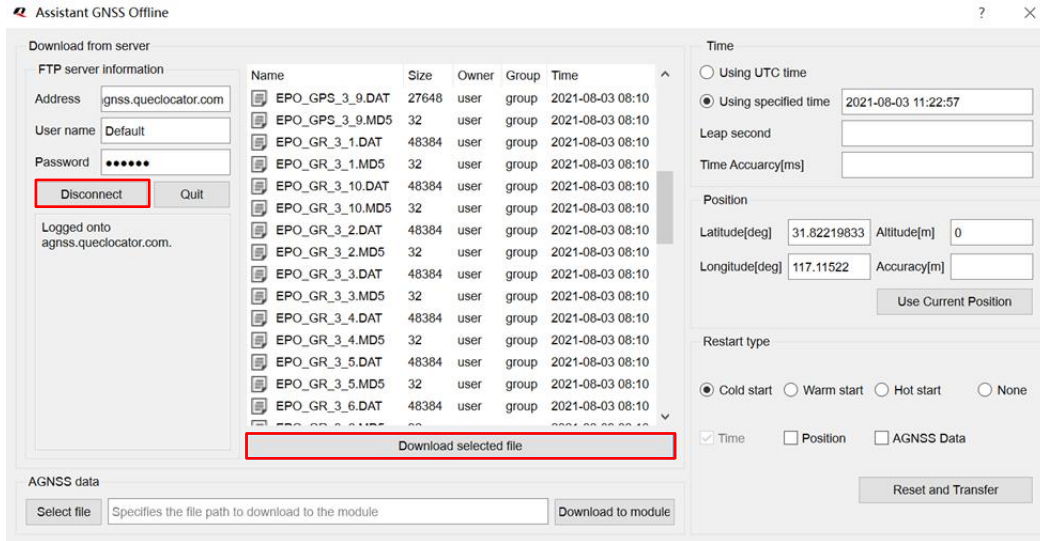 Assistant GNSS Offline
?
Download from server
FTP server information
Address gnss.queclocator.com
User name Default
Password ●●●●●●
Disconnect Quit
Logged onto
agnss.queclocator.com.
Name Size Owner Group Time
EPO_GPS_3_9.DAT 27648 user group 2021-08-03 08:10
EPO_GPS_3_9.MD5 32 user group 2021-08-03 08:10
EPO_GR_3_1.DAT 48384 user group 2021-08-03 08:10
EPO_GR_3_1.MD5 32 user group 2021-08-03 08:10
EPO_GR_3_10.DAT 48384 user group 2021-08-03 08:10
EPO_GR_3_10.MD5 32 user group 2021-08-03 08:10
EPO_GR_3_2.DAT 48384 user group 2021-08-03 08:10
EPO_GR_3_2.MD5 32 user group 2021-08-03 08:10
EPO_GR_3_3.DAT 48384 user group 2021-08-03 08:10
EPO_GR_3_3.MD5 32 user group 2021-08-03 08:10
EPO_GR_3_4.DAT 48384 user group 2021-08-03 08:10
EPO_GR_3_4.MD5 32 user group 2021-08-03 08:10
EPO_GR_3_5.DAT 48384 user group 2021-08-03 08:10
EPO_GR_3_5.MD5 32 user group 2021-08-03 08:10
EPO_GR_3_6.DAT 48384 user group 2021-08-03 08:10
Download selected file
AGNSS data
Select file Specifies the file path to download to the module Download to module
Time
Using UTC time
Using specified time 2021-08-03 11:22:57
Leap second
Time Accuarcy[ms]
Position
Latitude[deg] 31.82219833 Altitude[m] 0
Longitude[deg] 117.11522 Accuracy[m]
Use Current Position
Restart type
Cold start Warm start Hot start None
Time Position AGNSS Data
Reset and Transfer